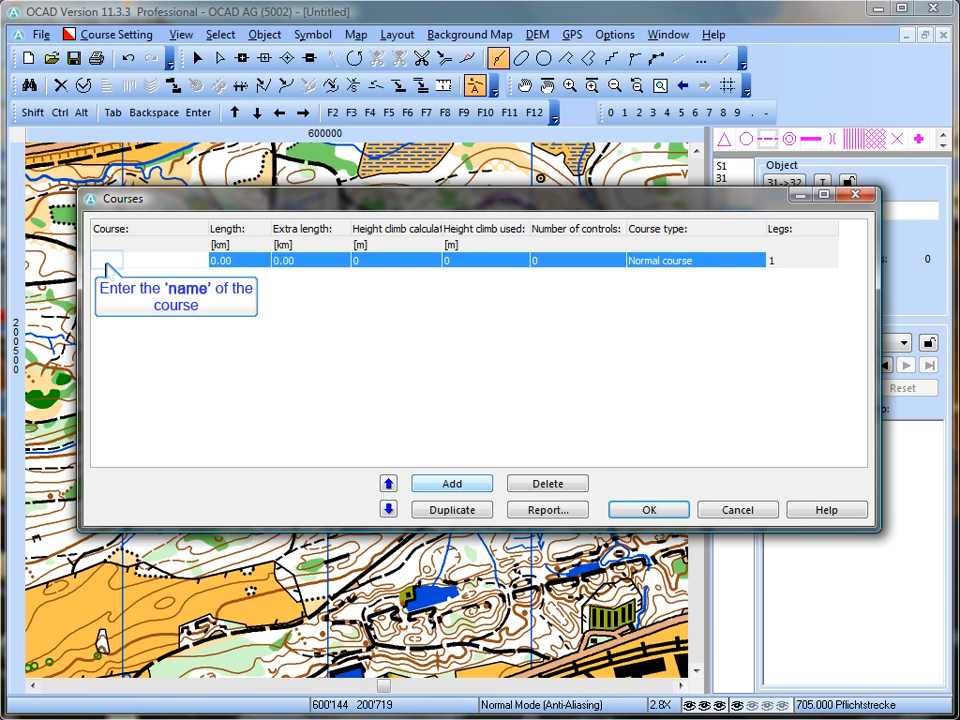 OCAD Version 11.3.3 Professional - OCAD AG (5002) - [Untitled]
File Course Setting View Select Object Symbol Map Layout Background Map DEM GPS Options Window Help
Shift Ctrl Alt Tab Backspace Enter F2 F3 F4 F5 F6 F7 F8 F9 F10 F11 F12 0 1 2 3 4 5 6 7 8 9 . -
600000
S1
31
Object
31->32
Courses
Course: Length: Extra length: Height climb calculat Height climb used: Number of controls: Course type: Legs:
[km] [km] [m] [m]
0.00 0.00 0 0 0 Normal course 1
Enter the 'name' of the
course
0
200500
Reset
Add Delete
Duplicate Report... OK Cancel Help
600'144 200'719 Normal Mode (Anti-Aliasing) 2.8X 705.000 Pflichtstrecke